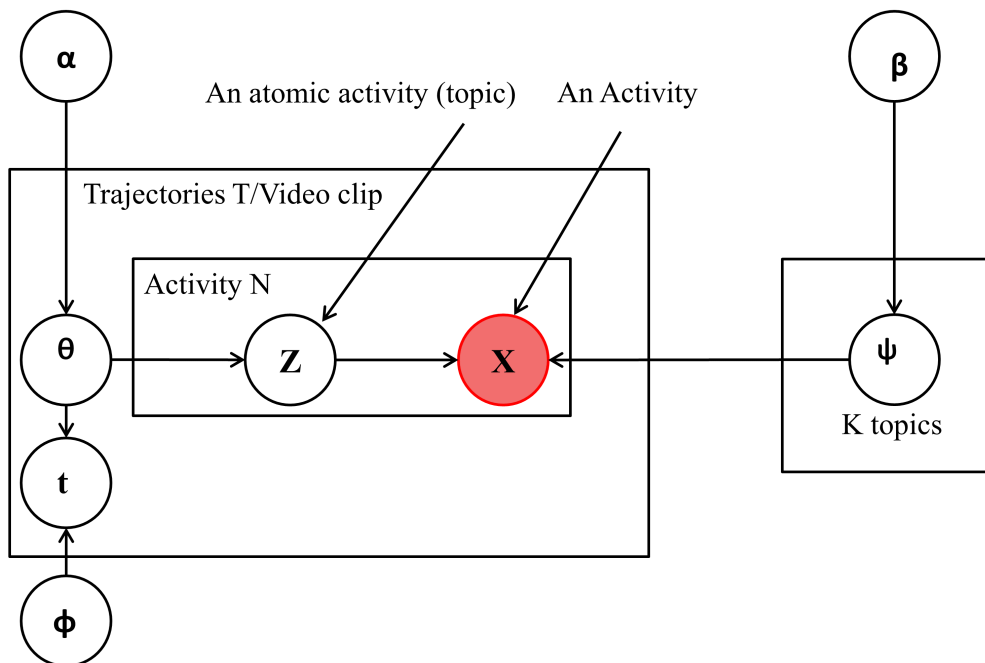 α
β
An atomic activity (topic)
An Activity
Trajectories T/Video clip
Activity N
θ
Z
X
ψ
K topics
t
ϕ